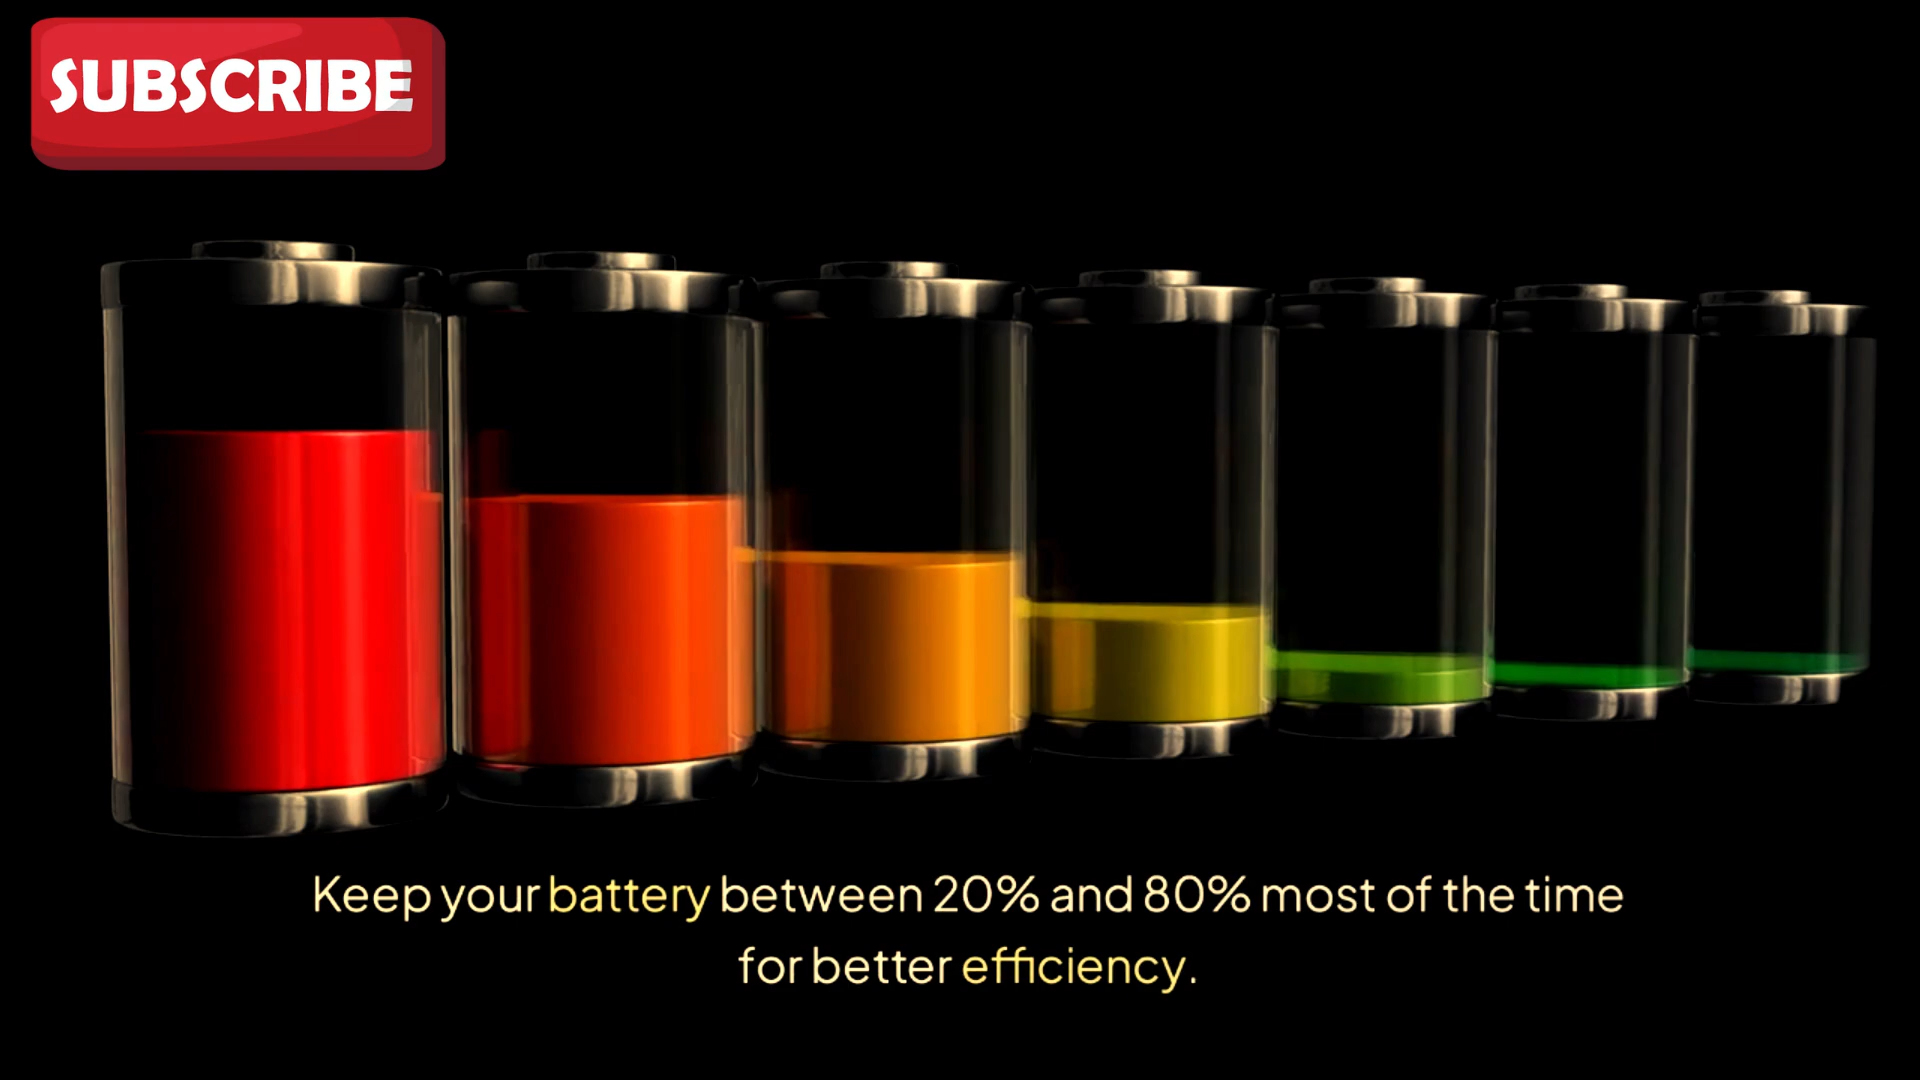 SUBSCRIBE
Keep your battery between 20% and 80% most of the time
for better efficiency.